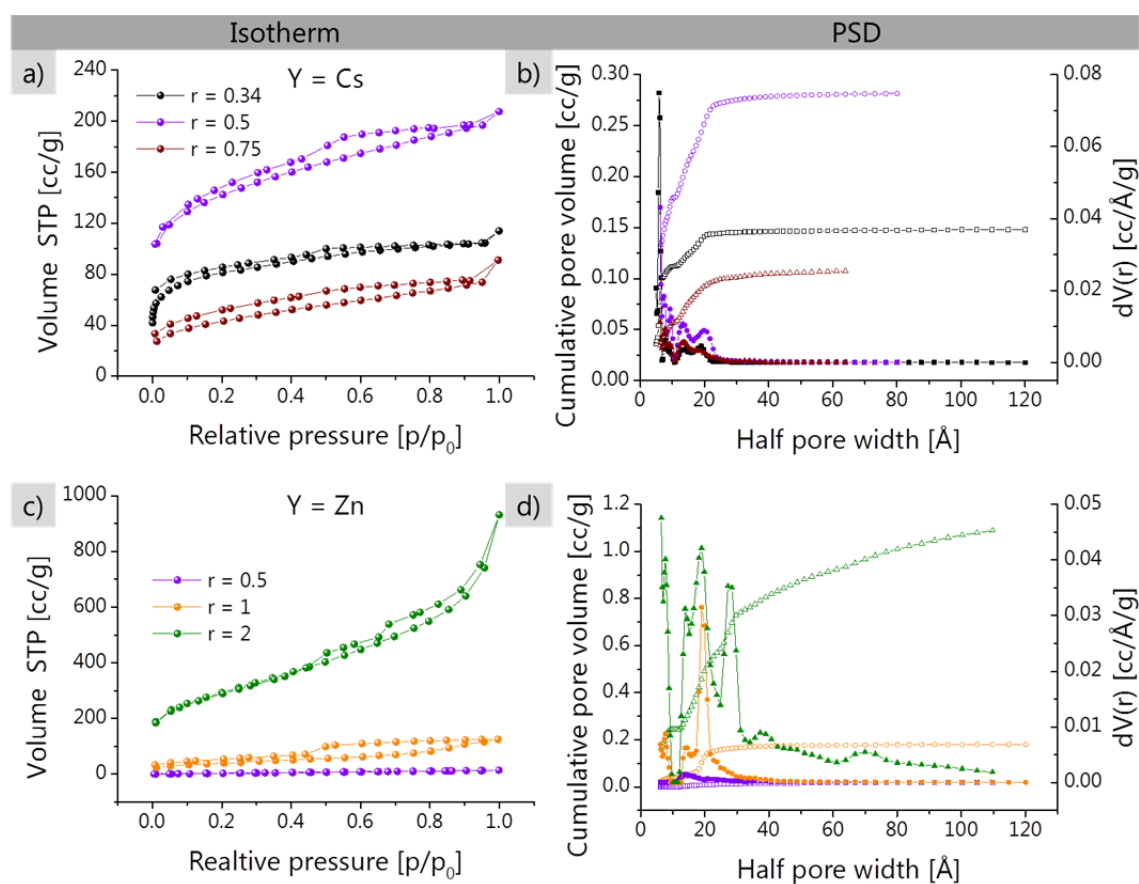 Isotherm
PSD
a)
Y = Cs
r = 0.34
r = 0.5
r = 0.75
Volume STP [cc/g]
240
200
160
120
80
40
0
0.0 0.2 0.4 0.6 0.8 1.0
Relative pressure [p/p0]
b)
Cumulative pore volume [cc/g]
0.30
0.25
0.20
0.15
0.10
0.05
0.00
0 20 40 60 80 100 120
Half pore width [Å]
0.08
0.06
0.04
0.02
0.00
dV(r) [cc/Å/g]
c)
Y = Zn
r = 0.5
r = 1
r = 2
Volume STP [cc/g]
1000
800
600
400
200
0
0.0 0.2 0.4 0.6 0.8 1.0
Realtive pressure [p/p0]
d)
Cumulative pore volume [cc/g]
1.2
1.0
0.8
0.6
0.4
0.2
0.0
0 20 40 60 80 100 120
Half pore width [Å]
0.05
0.04
0.03
0.02
0.01
0.00
dV(r) [cc/Å/g]